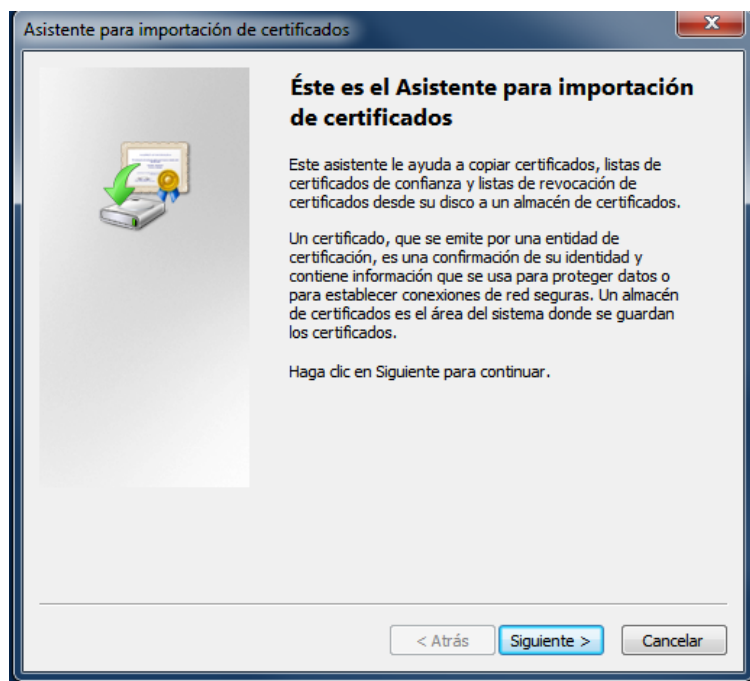 Asistente para importación de certificados
x
Éste es el Asistente para importación
de certificados
Este asistente le ayuda a copiar certificados, listas de
certificados de confianza y listas de revocación de
certificados desde su disco a un almacén de certificados.
Un certificado, que se emite por una entidad de
certificación, es una confirmación de su identidad y
contiene información que se usa para proteger datos o
para establecer conexiones de red seguras. Un almacén
de certificados es el área del sistema donde se guardan
los certificados.
Haga clic en Siguiente para continuar.
< Atrás
Siguiente >
Cancelar